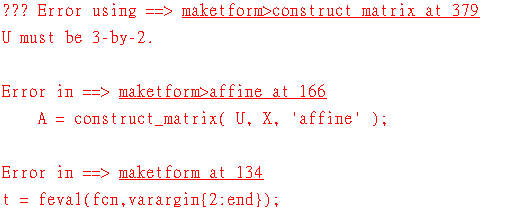 ??? Error using ==> maketform>construct_matrix at 379
U must be 3-by-2.
Error in ==> maketform>affine at 166
A = construct_matrix( U, X, 'affine' );
Error in ==> maketform at 134
t = feval(fcn,varargin{2:end});